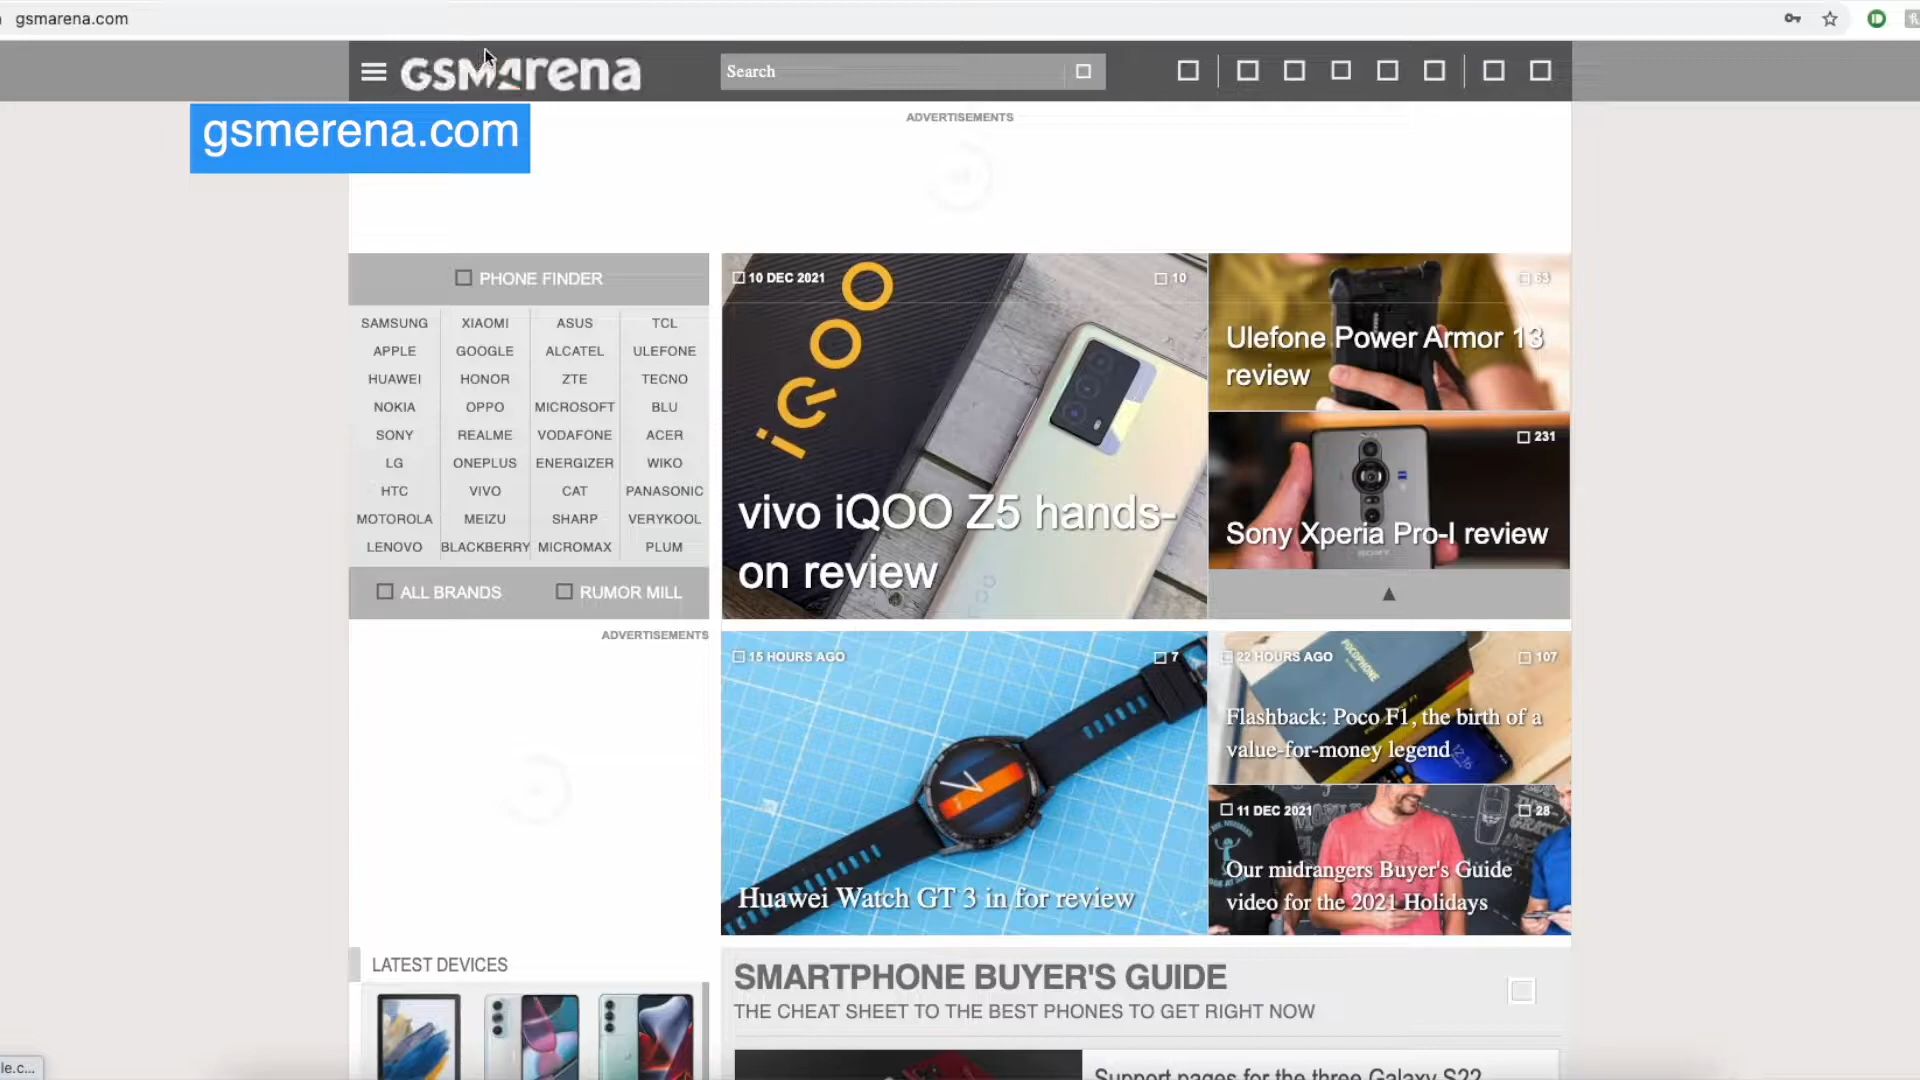 gsmarena.com
GSMArena
Search
gsmerena.com
ADVERTISEMENTS
PHONE FINDER
SAMSUNG XIAOMI ASUS TCL
APPLE GOOGLE ALCATEL ULEFONE
HUAWEI HONOR ZTE TECNO
NOKIA OPPO MICROSOFT BLU
SONY REALME VODAFONE ACER
LG ONEPLUS ENERGIZER WIKO
HTC VIVO CAT PANASONIC
MOTOROLA MEIZU SHARP VERYKOOL
LENOVO BLACKBERRY MICROMAX PLUM
ALL BRANDS RUMOR MILL
ADVERTISEMENTS
10 DEC 2021 10
iQOO
vivo iQOO Z5 hands-
on review
63
Ulefone Power Armor 13
review
231
Sony Xperia Pro-I review
SONY
15 HOURS AGO 7
Huawei Watch GT 3 in for review
22 HOURS AGO 107
POCOPHONE
Flashback: Poco F1, the birth of a
value-for-money legend
11 DEC 2021 28
Our midrangers Buyer's Guide
video for the 2021 Holidays
LATEST DEVICES
SMARTPHONE BUYER'S GUIDE
THE CHEAT SHEET TO THE BEST PHONES TO GET RIGHT NOW
Support pages for the three Galaxy S22
le.c...